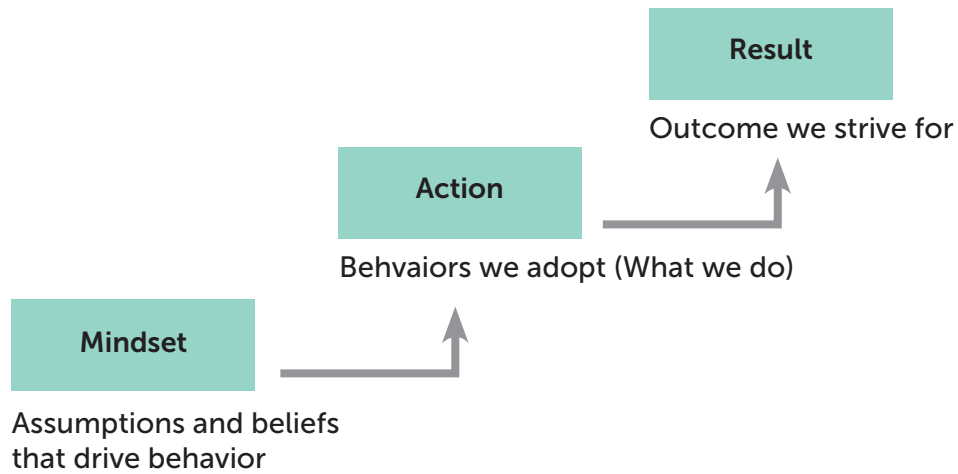 Result
Outcome we strive for
Action
Behvaiors we adopt (What we do)
Mindset
Assumptions and beliefs
that drive behavior